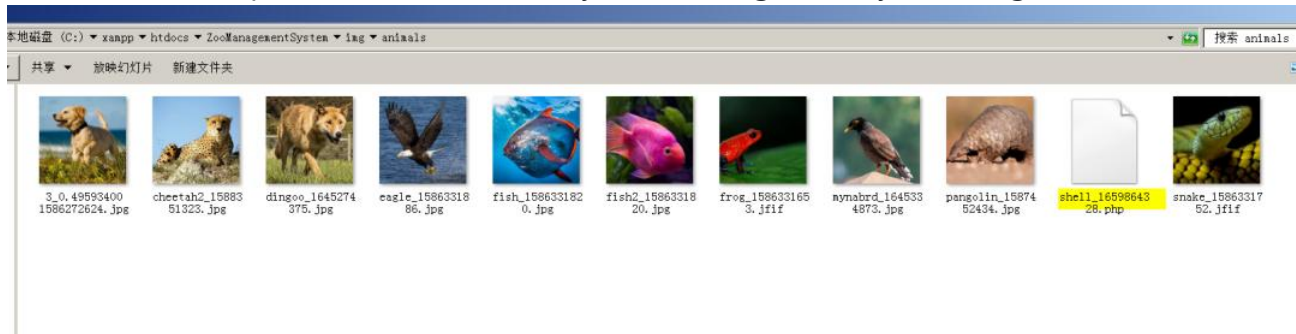 本地磁盘 (C:) ▼ xampp ▼ htdocs ▼ ZooManagementSystem ▼ img ▼ animals
搜索 animals
共享 ▼ 放映幻灯片 新建文件夹
3_0.49593400
1586272624.jpg
cheetah2_15883
51323.jpg
dingoo_1645274
375.jpg
eagle_15863318
86.jpg
fish_158633182
0.jpg
fish2_15863318
20.jpg
frog_158633165
3.jfif
mynabrd_164533
4873.jpg
pangolin_15874
52434.jpg
shell_16598643
28.php
snake_15863317
52.jfif